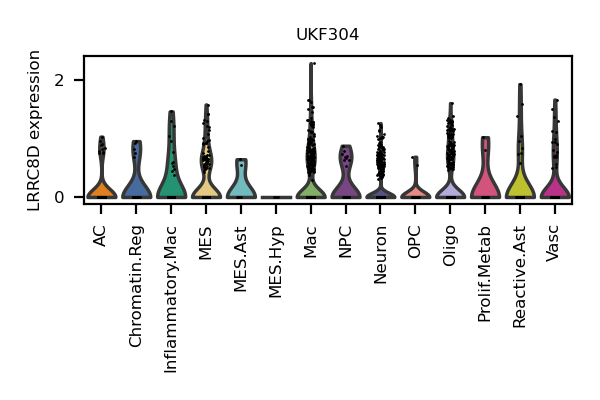 UKF304
LRRC8D expression
2
0
AC
Chromatin.Reg
Inflammatory.Mac
MES
MES.Ast
MES.Hyp
Mac
NPC
Neuron
OPC
Oligo
Prolif.Metab
Reactive.Ast
Vasc